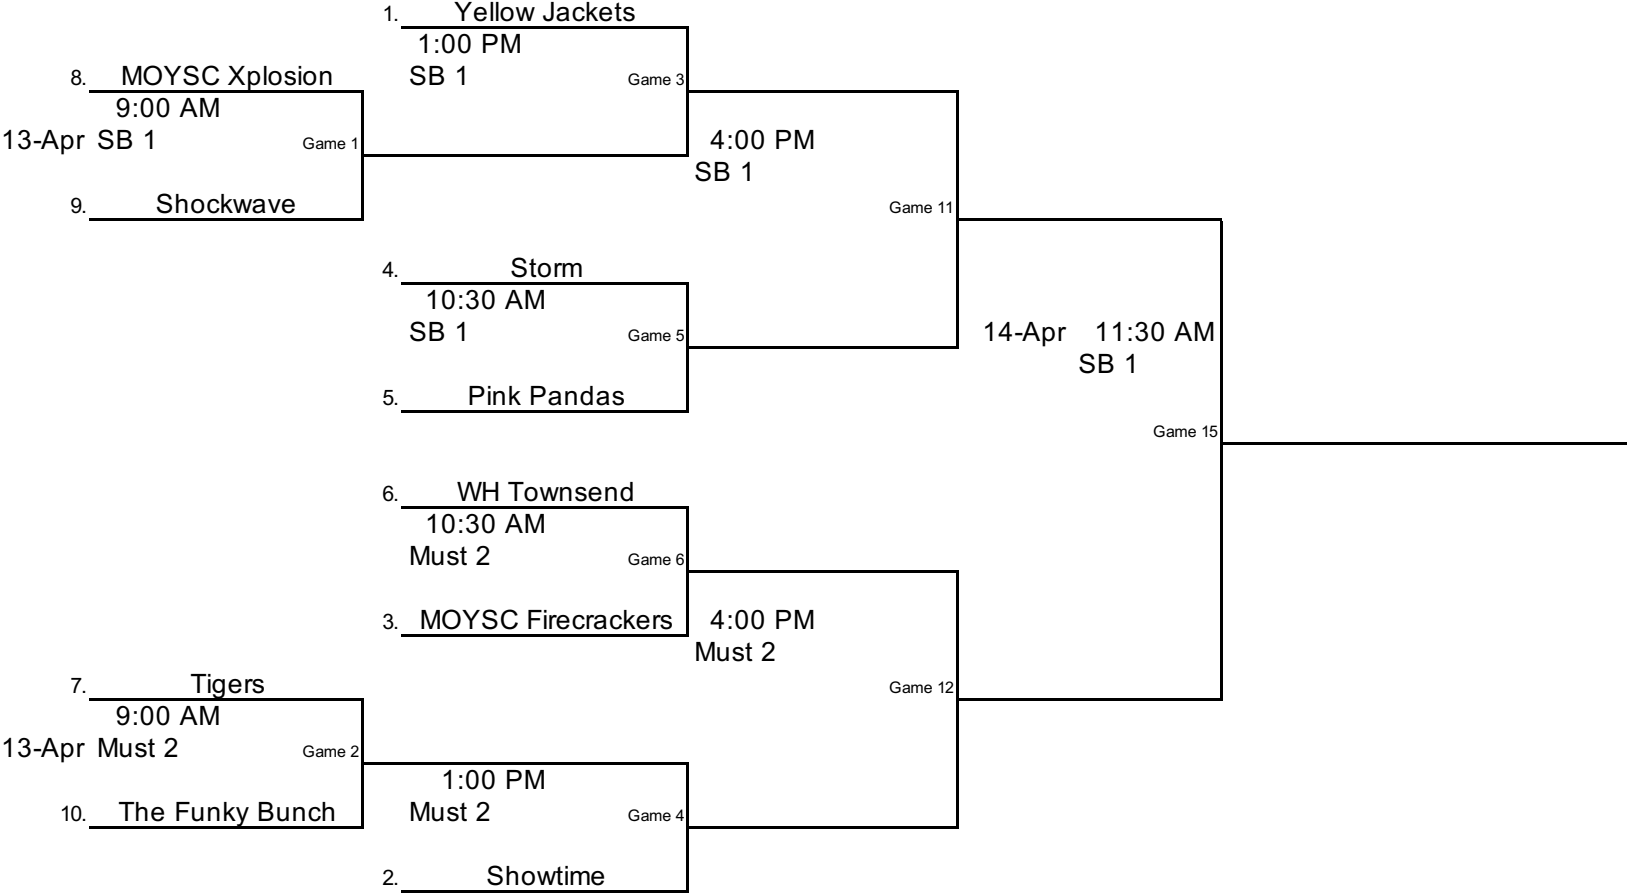 1. Yellow Jackets
1:00 PM
8. MOYSC Xplosion
SB 1
Game 3
9:00 AM
13-Apr SB 1
Game 1
4:00 PM
SB 1
9. Shockwave
Game 11
4. Storm
10:30 AM
SB 1
Game 5
14-Apr 11:30 AM
SB 1
5. Pink Pandas
Game 15
6. WH Townsend
10:30 AM
Must 2
Game 6
3. MOYSC Firecrackers
4:00 PM
Must 2
7. Tigers
Game 12
9:00 AM
13-Apr Must 2
Game 2
1:00 PM
10. The Funky Bunch
Must 2
Game 4
2. Showtime